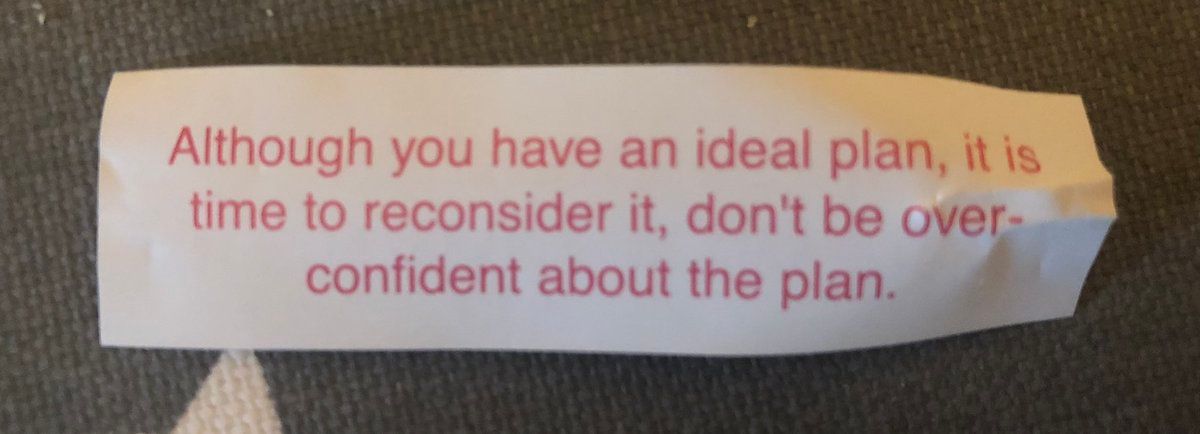 Although you have an ideal plan, it is
time to reconsider it, don't be over-
confident about the plan.